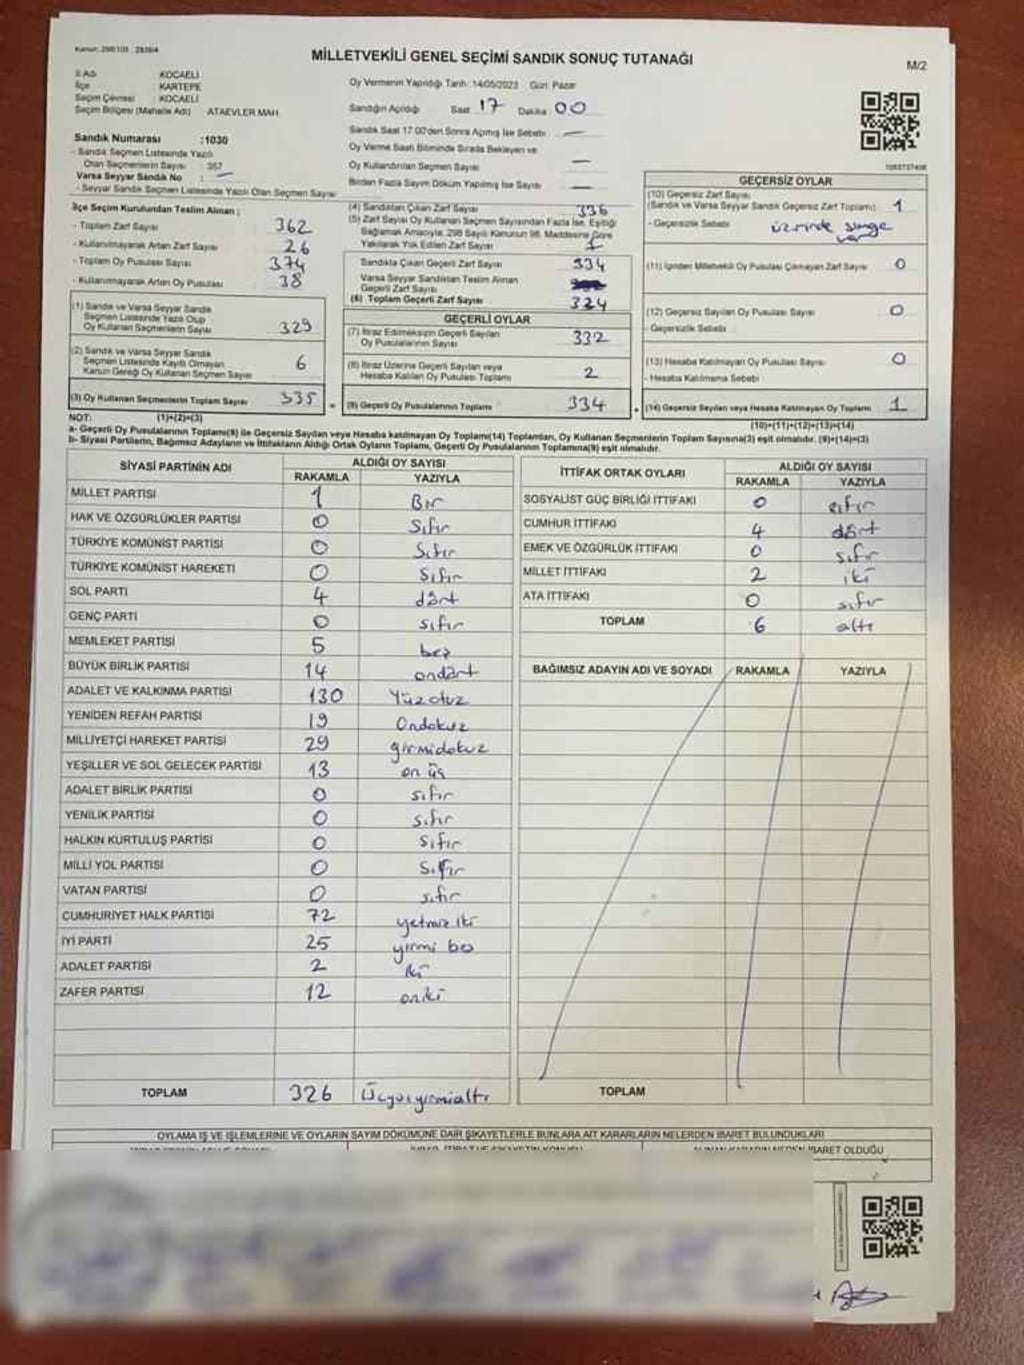 Kanun: 298/105 : 2839/4
MİLLETVEKİLİ GENEL SEÇİMİ SANDIK SONUÇ TUTANAĞI
M/2
İl Adı : KOCAELİ
İlçe : KARTEPE
Seçim Çevresi : KOCAELİ
Seçim Bölgesi (Mahalle Adı) : ATAEVLER MAH.
Sandık Numarası : 1030
- Sandık Seçmen Listesinde Yazılı
Olan Seçmenlerin Sayısı : 357
Varsa Seyyar Sandık No : —
- Seyyar Sandık Seçmen Listesinde Yazılı Olan Seçmen Sayısı
Oy Vermenin Yapıldığı Tarih : 14/05/2023 Gün: Pazar
Sandığın Açıldığı Saat 17 Dakika 00
Sandık Saat 17.00'den Sonra Açılmış İse Sebebi : —
Oy Verme Saati Bitiminde Sırada Bekleyen ve
Oy Kullandırılan Seçmen Sayısı —
Birden Fazla Sayım Döküm Yapılmış İse Sayısı —
İlçe Seçim Kurulundan Teslim Alınan ;
- Toplam Zarf Sayısı 362
- Kullanılmayarak Artan Zarf Sayısı 26
- Toplam Oy Pusulası Sayısı 374
- Kullanılmayarak Artan Oy Pusulası 38
(1) Sandık ve Varsa Seyyar Sandık
Seçmen Listesinde Yazılı Olup
Oy Kullanan Seçmenlerin Sayısı 329
(2) Sandık ve Varsa Seyyar Sandık
Seçmen Listesinde Kayıtlı Olmayan
Kanun Gereği Oy Kullanan Seçmen Sayısı 6
(3) Oy Kullanan Seçmenlerin Toplam Sayısı 335
(4) Sandıktan Çıkan Zarf Sayısı 336
(5) Zarf Sayısı Oy Kullanan Seçmen Sayısından Fazla İse, Eşitliği
Sağlamak Amacıyla, 298 Sayılı Kanunun 98. Maddesine Göre
Yakılarak Yok Edilen Zarf Sayısı 1
Sandıkta Çıkan Geçerli Zarf Sayısı 334
Varsa Seyyar Sandıktan Teslim Alınan
Geçerli Zarf Sayısı
(6) Toplam Geçerli Zarf Sayısı 334
GEÇERLİ OYLAR
(7) İtiraz Edilmeksizin Geçerli Sayılan
Oy Pusulalarının Sayısı 332
(8) İtiraz Üzerine Geçerli Sayılan veya
Hesaba Katılan Oy Pusulası Toplamı 2
= (9) Geçerli Oy Pusulalarının Toplamı 334
GEÇERSİZ OYLAR
(10) Geçersiz Zarf Sayısı
(Sandık ve Varsa Seyyar Sandık Geçersiz Zarf Toplamı) 1
- Geçersizlik Sebebi : üzerinde simge var
(11) İçinden Milletvekili Oy Pusulası Çıkmayan Zarf Sayısı 0
(12) Geçersiz Sayılan Oy Pusulası Sayısı 0
- Geçersizlik Sebebi :
(13) Hesaba Katılmayan Oy Pusulası Sayısı 0
- Hesaba Katılmama Sebebi :
+ (14) Geçersiz Sayılan veya Hesaba Katılmayan Oy Toplamı 1
NOT: (1)+(2)=(3)
(10)+(11)+(12)+(13)=(14)
a- Geçerli Oy Pusulalarının Toplamı(9) ile Geçersiz Sayılan veya Hesaba katılmayan Oy Toplamı(14) Toplamları, Oy Kullanan Seçmenlerin Toplam Sayısına(3) eşit olmalıdır. (9)+(14)=(3)
b- Siyasi Partilerin, Bağımsız Adayların ve İttifakların Aldığı Ortak Oyların Toplamı, Geçerli Oy Pusulalarının Toplamına(9) eşit olmalıdır.
SİYASİ PARTİNİN ADI ALDIĞI OY SAYISI
RAKAMLA YAZIYLA
MİLLET PARTİSİ 1 Bir
HAK VE ÖZGÜRLÜKLER PARTİSİ 0 Sıfır
TÜRKİYE KOMÜNİST PARTİSİ 0 Sıfır
TÜRKİYE KOMÜNİST HAREKETİ 0 Sıfır
SOL PARTİ 4 dört
GENÇ PARTİ 0 sıfır
MEMLEKET PARTİSİ 5 beş
BÜYÜK BİRLİK PARTİSİ 14 ondört
ADALET VE KALKINMA PARTİSİ 130 Yüzotuz
YENİDEN REFAH PARTİSİ 19 Ondokuz
MİLLİYETÇİ HAREKET PARTİSİ 29 yirmidokuz
YEŞİLLER VE SOL GELECEK PARTİSİ 13 on üç
ADALET BİRLİK PARTİSİ 0 sıfır
YENİLİK PARTİSİ 0 sıfır
HALKIN KURTULUŞ PARTİSİ 0 sıfır
MİLLİ YOL PARTİSİ 0 Sıfır
VATAN PARTİSİ 0 sıfır
CUMHURİYET HALK PARTİSİ 72 yetmiş iki
İYİ PARTİ 25 yirmi beş
ADALET PARTİSİ 2 iki
ZAFER PARTİSİ 12 oniki
TOPLAM 326 Üçyüzyirmialtı
İTTİFAK ORTAK OYLARI ALDIĞI OY SAYISI
RAKAMLA YAZIYLA
SOSYALİST GÜÇ BİRLİĞİ İTTİFAKI 0 sıfır
CUMHUR İTTİFAKI 4 dört
EMEK VE ÖZGÜRLÜK İTTİFAKI 0 sıfır
MİLLET İTTİFAKI 2 iki
ATA İTTİFAKI 0 sıfır
TOPLAM 6 altı
BAĞIMSIZ ADAYIN ADI VE SOYADI RAKAMLA YAZIYLA
TOPLAM
OYLAMA İŞ VE İŞLEMLERİNE VE OYLARIN SAYIM DÖKÜMÜNE DAİR ŞİKAYETLERLE BUNLARA AİT KARARLARIN NELERDEN İBARET BULUNDUKLARI
ALINAN KARARIN NEDEN İBARET OLDUĞU